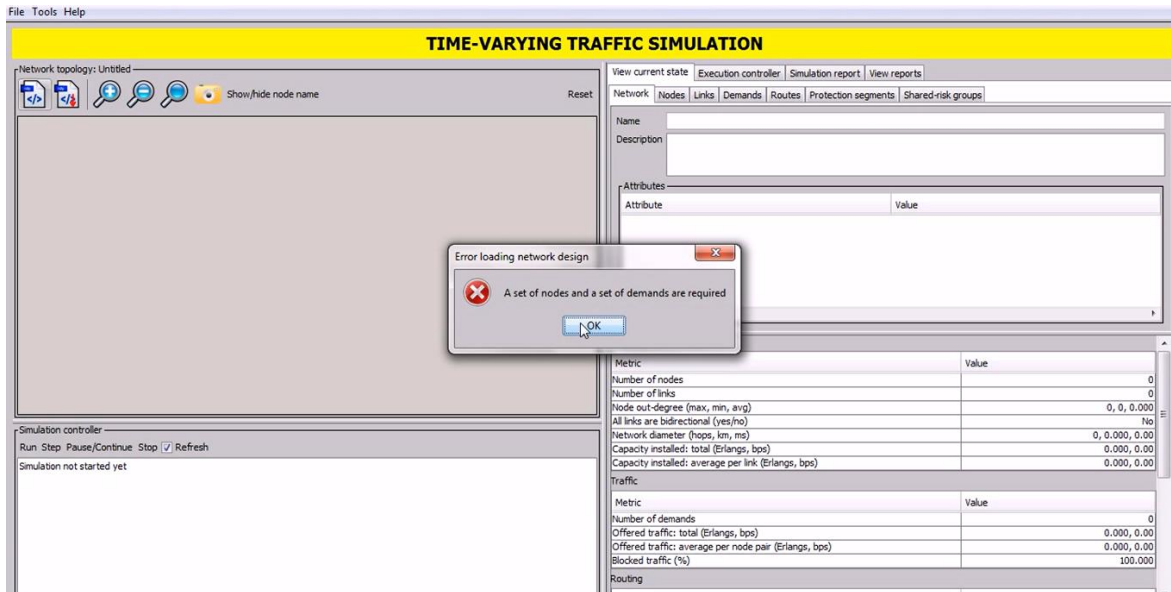 File Tools Help
TIME-VARYING TRAFFIC SIMULATION
Network topology: Untitled
Show/hide node name
Reset
View current state Execution controller Simulation report View reports
Network Nodes Links Demands Routes Protection segments Shared-risk groups
Name
Description
Attributes
Attribute Value
Error loading network design
A set of nodes and a set of demands are required
OK
Metric Value
Number of nodes 0
Number of links 0
Node out-degree (max, min, avg) 0, 0, 0.000
All links are bidirectional (yes/no) No
Network diameter (hops, km, ms) 0, 0.000, 0.00
Capacity installed: total (Erlangs, bps) 0.000, 0.00
Capacity installed: average per link (Erlangs, bps) 0.000, 0.00
Traffic
Metric Value
Number of demands 0
Offered traffic: total (Erlangs, bps) 0.000, 0.00
Offered traffic: average per node pair (Erlangs, bps) 0.000, 0.00
Blocked traffic (%) 100.000
Routing
Simulation controller
Run Step Pause/Continue Stop Refresh
Simulation not started yet